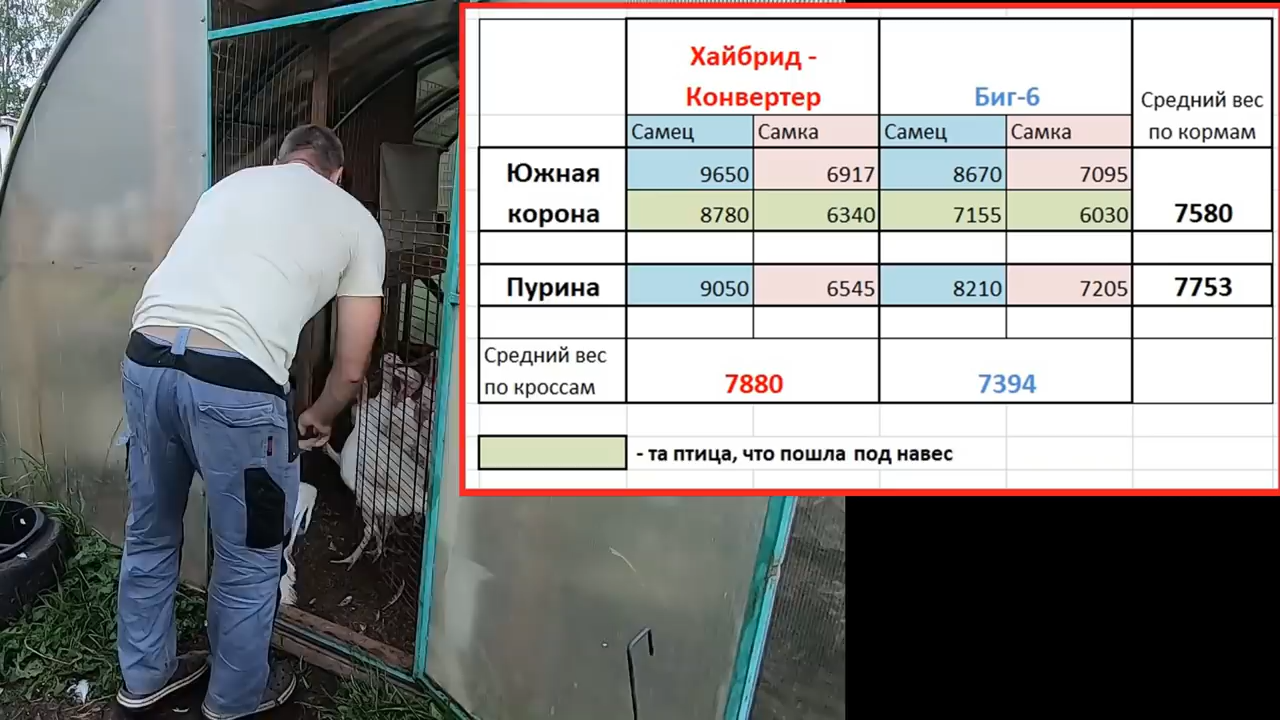 Хайбрид -
Конвертер
Биг-6
Средний вес
по кормам
Самец
Самка
Самец
Самка
Южная
корона
9650
6917
8670
7095
8780
6340
7155
6030
7580
Пурина
9050
6545
8210
7205
7753
Средний вес
по кроссам
7880
7394
- та птица, что пошла под навес